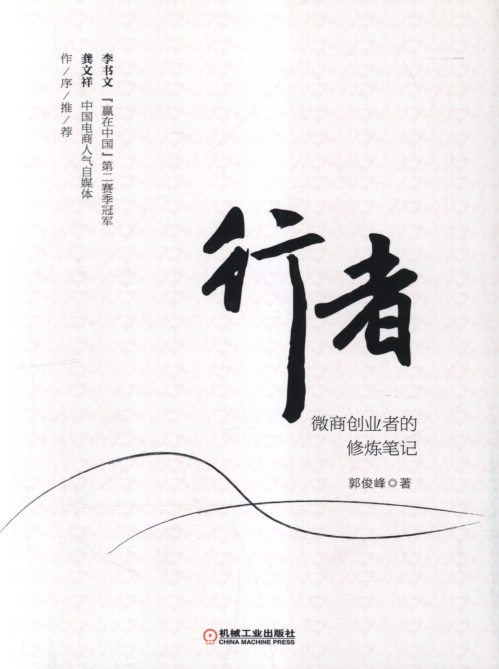 李书文 『赢在中国』第二赛季冠军
龚文祥 中国电商人气自媒体
作/序/推/荐
行者
微商创业者的
修炼笔记
郭俊峰◎著
机械工业出版社
CHINA MACHINE PRESS